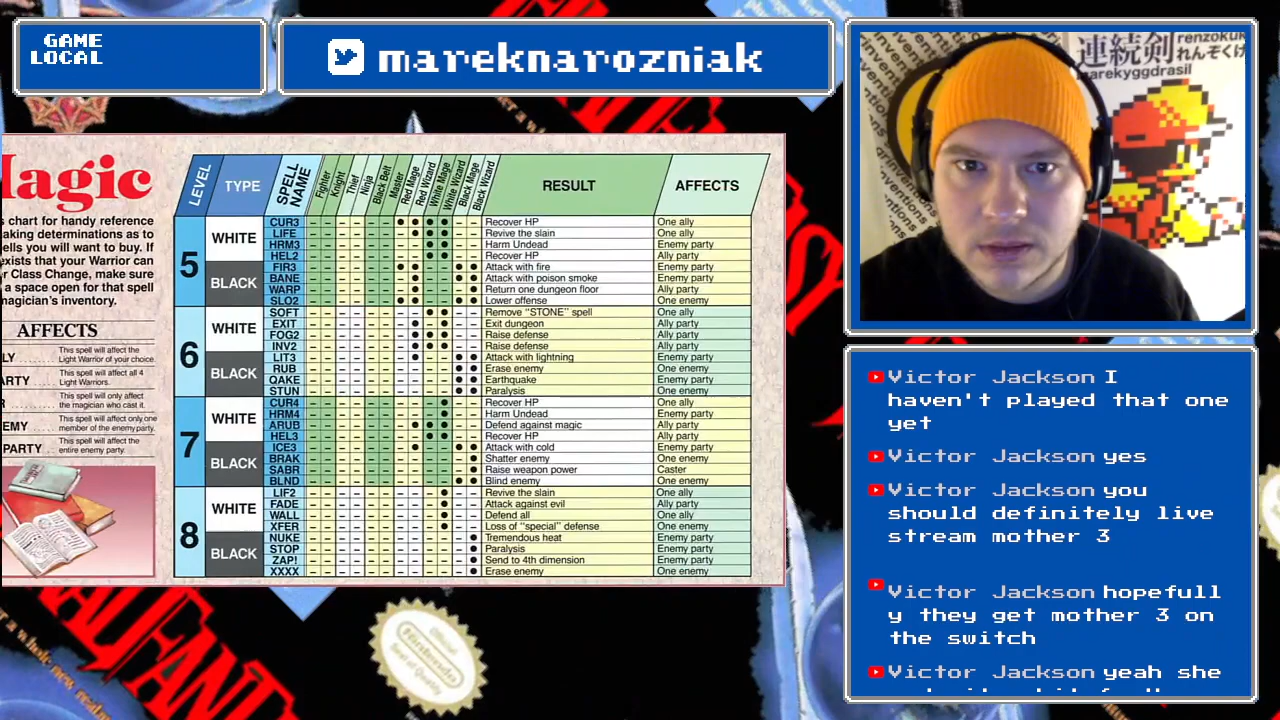 GAME
LOCAL
mareknarozniak
Magic
s chart for handy reference
aking determinations as to
ells you will want to buy. If
exists that your Warrior can
r Class Change, make sure
a space open for that spell
magician's inventory.
AFFECTS
LY ........ This spell will affect the
Light Warrior of your choice.
ARTY ..... This spell will affect all 4
Light Warriors.
R ......... This spell will only affect
the magician who cast it.
EMY ...... This spell will affect only one
member of the enemy party.
PARTY .... This spell will affect the
entire enemy party.
LEVEL TYPE SPELL NAME Fighter Knight Thief Ninja Black Belt Master Red Mage Red Wizard White Mage White Wizard Black Mage Black Wizard RESULT AFFECTS
5
WHITE
CUR3 – – – – – – ● ● ● ● – – Recover HP One ally
LIFE – – – – – – – ● ● ● – – Revive the slain One ally
HRM3 – – – – – – – – ● ● – – Harm Undead Enemy party
HEL2 – – – – – – – – ● ● – – Recover HP Ally party
BLACK
FIR3 – – – – – – ● ● – – ● ● Attack with fire Enemy party
BANE – – – – – – – ● – – ● ● Attack with poison smoke Enemy party
WARP – – – – – – – ● – – – ● Return one dungeon floor Ally party
SLO2 – – – – – – ● ● – – ● ● Lower offense One enemy
6
WHITE
SOFT – – – – – – – – ● ● – – Remove "STONE" spell One ally
EXIT – – – – – – – ● – ● – – Exit dungeon Ally party
FOG2 – – – – – – – ● ● ● – – Raise defense Ally party
INV2 – – – – – – – ● ● ● – – Raise defense Ally party
BLACK
LIT3 – – – – – – – ● – – ● ● Attack with lightning Enemy party
RUB – – – – – – – – – – ● ● Erase enemy One enemy
QAKE – – – – – – – – – – ● ● Earthquake Enemy party
STUN – – – – – – – – – – ● ● Paralysis One enemy
7
WHITE
CUR4 – – – – – – – – – ● – – Recover HP One ally
HRM4 – – – – – – – – – ● – – Harm Undead Enemy party
ARUB – – – – – – – ● ● ● – – Defend against magic Ally party
HEL3 – – – – – – – – ● ● – – Recover HP Ally party
BLACK
ICE3 – – – – – – – ● – – ● ● Attack with cold Enemy party
BRAK – – – – – – – – – – – ● Shatter enemy One enemy
SABR – – – – – – – – – – – ● Raise weapon power Caster
BLND – – – – – – – – – – ● ● Blind enemy One enemy
8
WHITE
LIF2 – – – – – – – – – ● – – Revive the slain One ally
FADE – – – – – – – – – ● – – Attack against evil Ally party
WALL – – – – – – – – – ● – – Defend all One ally
XFER – – – – – – – – – ● – – Loss of "special" defense One enemy
BLACK
NUKE – – – – – – – – – – – ● Tremendous heat Enemy party
STOP – – – – – – – – – – – ● Paralysis Enemy party
ZAP! – – – – – – – – – – – ● Send to 4th dimension Enemy party
XXXX – – – – – – – – – – – ● Erase enemy One enemy
renzokuk
連続剣 れんぞくけ
marekyggdrasil
Nintendo
Victor Jackson I
haven't played that one
yet
Victor Jackson yes
Victor Jackson you
should definitely live
stream mother 3
Victor Jackson hopefull
y they get mother 3 on
the switch
Victor Jackson yeah she